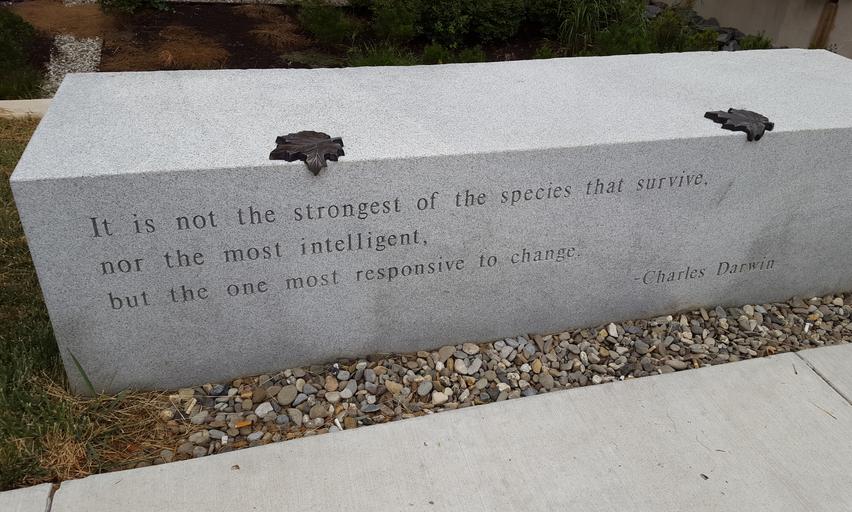 It is not the strongest of the species that survive,
nor the most intelligent,
but the one most responsive to change.
-Charles Darwin